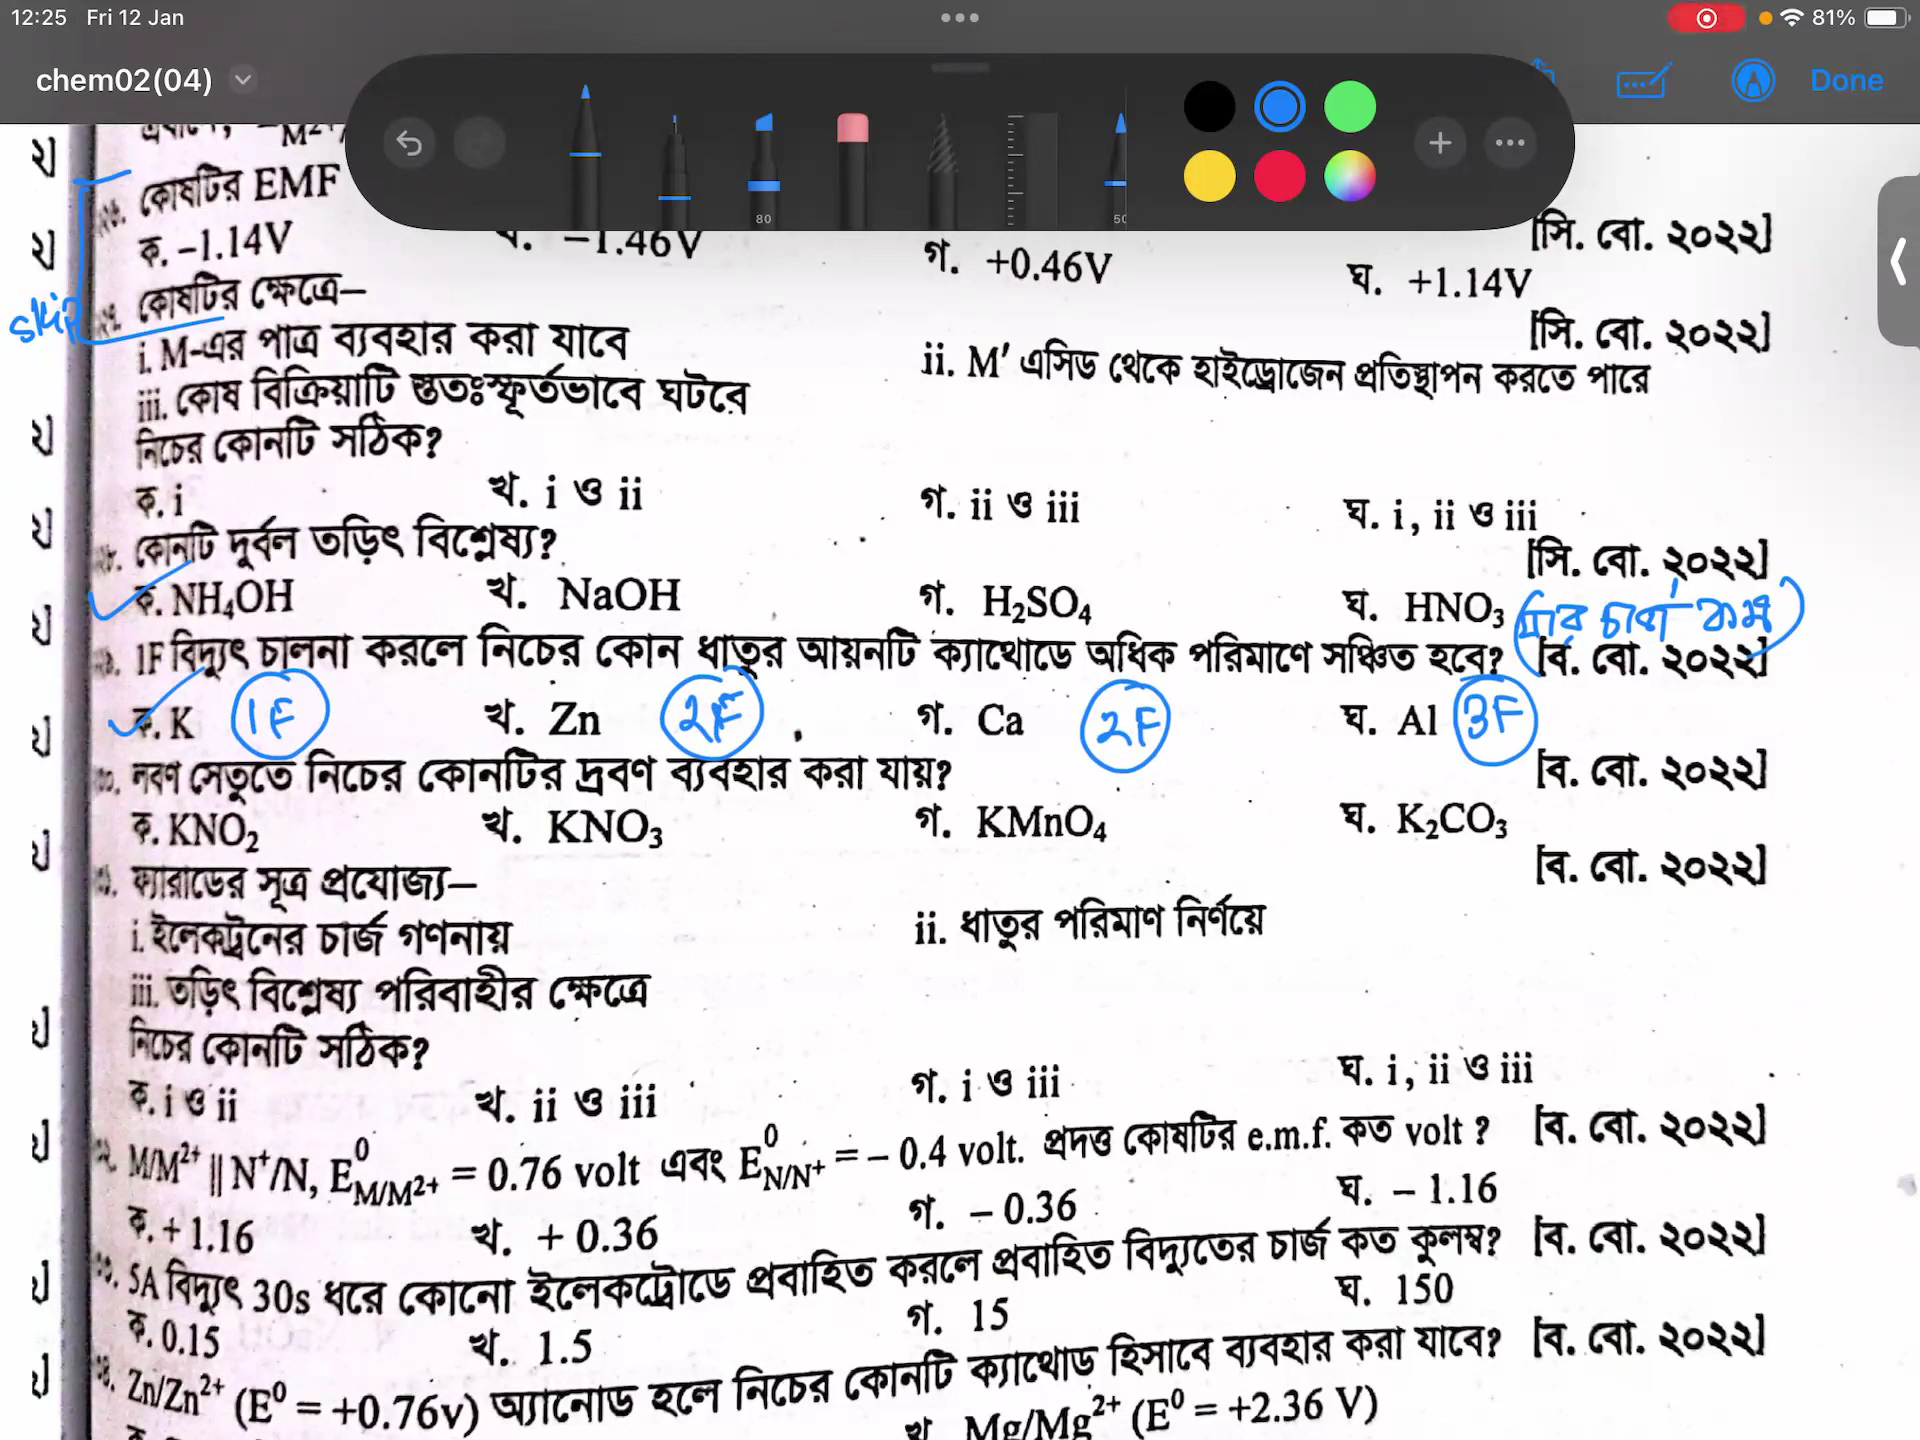 12:25 Fri 12 Jan
81%
chem02(04)
Done
80
50
কোষটির EMF
[সি. বো. ২০২২]
ক. –1.14V
–1.46V
গ. +0.46V
ঘ. +1.14V
কোষটির ক্ষেত্রে–
[সি. বো. ২০২২]
skip
i. M-এর পাত্র ব্যবহার করা যাবে
ii. M′ এসিড থেকে হাইড্রোজেন প্রতিস্থাপন করতে পারে
iii. কোষ বিক্রিয়াটি স্ততঃস্ফূর্তভাবে ঘটবে
নিচের কোনটি সঠিক?
ক. i
খ. i ও ii
গ. ii ও iii
ঘ. i, ii ও iii
কোনটি দুর্বল তড়িৎ বিশ্লেষ্য?
[সি. বো. ২০২২]
ক. NH₄OH
খ. NaOH
গ. H₂SO₄
ঘ. HNO₃
(যার চার্জ কম)
1F বিদ্যুৎ চালনা করলে নিচের কোন ধাতুর আয়নটি ক্যাথোডে অধিক পরিমাণে সঞ্চিত হবে?
[ব. বো. ২০২২]
ক. K 1F
খ. Zn 2F
গ. Ca 2F
ঘ. Al 3F
লবণ সেতুতে নিচের কোনটির দ্রবণ ব্যবহার করা যায়?
[ব. বো. ২০২২]
ক. KNO₂
খ. KNO₃
গ. KMnO₄
ঘ. K₂CO₃
ফ্যারাডের সূত্র প্রযোজ্য–
[ব. বো. ২০২২]
i. ইলেকট্রনের চার্জ গণনায়
ii. ধাতুর পরিমাণ নির্ণয়ে
iii. তড়িৎ বিশ্লেষ্য পরিবাহীর ক্ষেত্রে
নিচের কোনটি সঠিক?
ক. i ও ii
খ. ii ও iii
গ. i ও iii
ঘ. i, ii ও iii
M/M²⁺ || N⁺/N, E⁰M/M²⁺ = 0.76 volt এবং E⁰N/N⁺ = – 0.4 volt. প্রদত্ত কোষটির e.m.f. কত volt ?
[ব. বো. ২০২২]
ক. + 1.16
খ. + 0.36
গ. – 0.36
ঘ. – 1.16
5A বিদ্যুৎ 30s ধরে কোনো ইলেকট্রোডে প্রবাহিত করলে প্রবাহিত বিদ্যুতের চার্জ কত কুলম্ব?
[ব. বো. ২০২২]
ক. 0.15
খ. 1.5
গ. 15
ঘ. 150
Zn/Zn²⁺ (E⁰ = +0.76v) অ্যানোড হলে নিচের কোনটি ক্যাথোড হিসাবে ব্যবহার করা যাবে?
[ব. বো. ২০২২]
Mg/Mg²⁺ (E⁰ = +2.36 V)